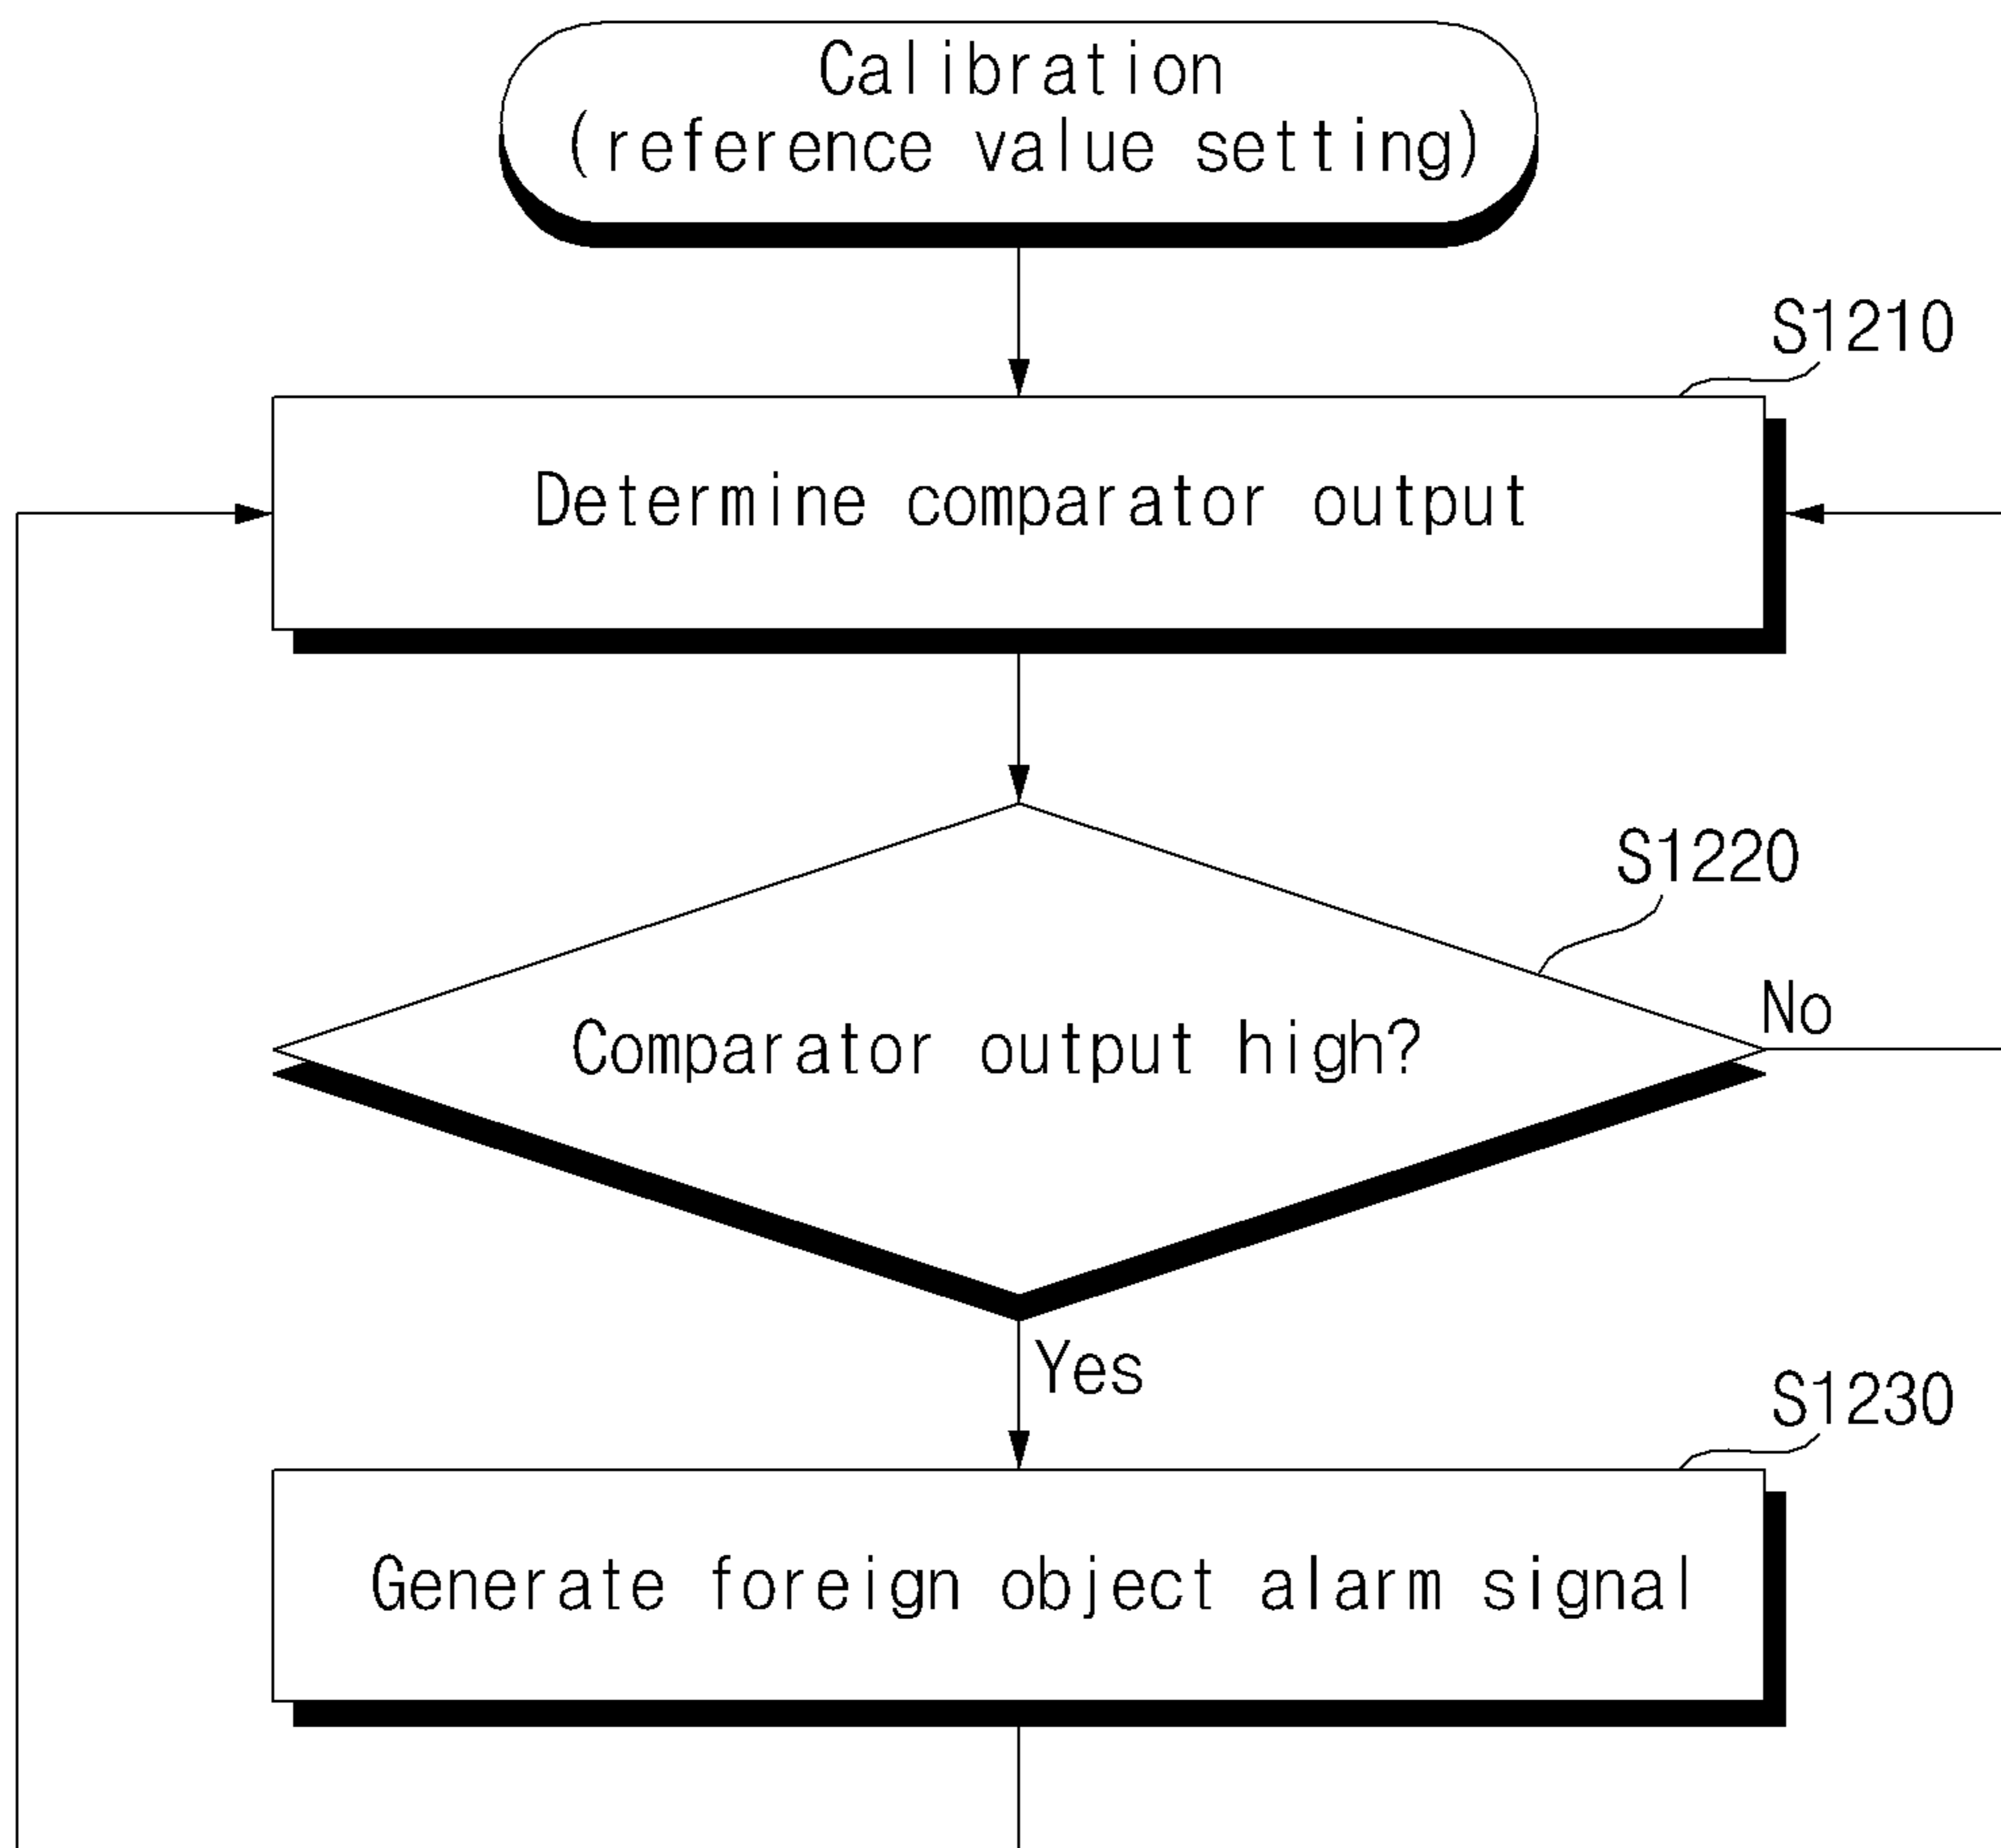 Calibration
(reference value setting)
S1210
Determine comparator output
S1220
Comparator output high?
No
Yes
S1230
Generate foreign object alarm signal